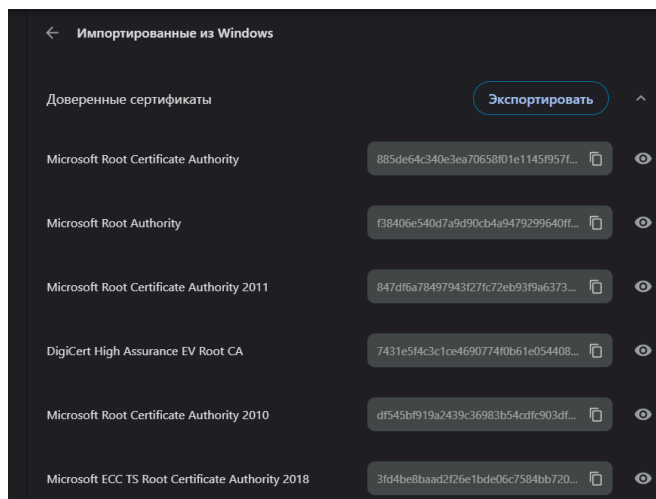 Импортированные из Windows
Доверенные сертификаты
Экспортировать
Microsoft Root Certificate Authority
885de64c340e3ea70658f01e1145f957f...
Microsoft Root Authority
f38406e540d7a9d90cb4a9479299640ff...
Microsoft Root Certificate Authority 2011
847df6a78497943f27fc72eb93f9a6373...
DigiCert High Assurance EV Root CA
7431e5f4c3c1ce4690774f0b61e054408...
Microsoft Root Certificate Authority 2010
df545bf919a2439c36983b54cdfc903df...
Microsoft ECC TS Root Certificate Authority 2018
3fd4be8baad2f26e1bde06c7584bb720...